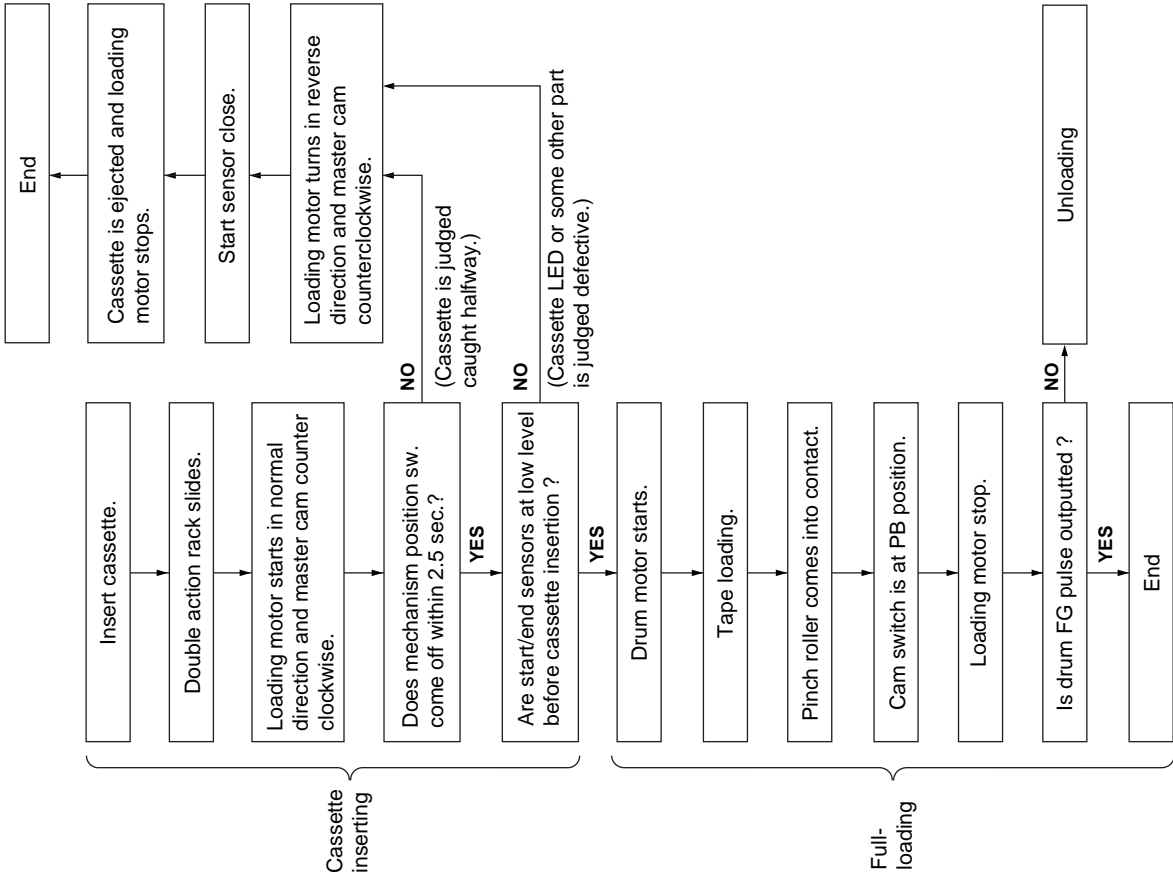 Cassette
inserting
Insert cassette.
Double action rack slides.
Loading motor starts in normal
direction and master cam counter
clockwise.
Does mechanism position sw.
come off within 2.5 sec.?
YES
NO
(Cassette is judged
caught halfway.)
Are start/end sensors at low level
before cassette insertion ?
YES
NO
(Cassette LED or some other part
is judged defective.)
Loading motor turns in reverse
direction and master cam
counterclockwise.
Start sensor close.
Cassette is ejected and loading
motor stops.
End
Full-
loading
Drum motor starts.
Tape loading.
Pinch roller comes into contact.
Cam switch is at PB position.
Loading motor stop.
Is drum FG pulse outputted ?
YES
NO
Unloading
End